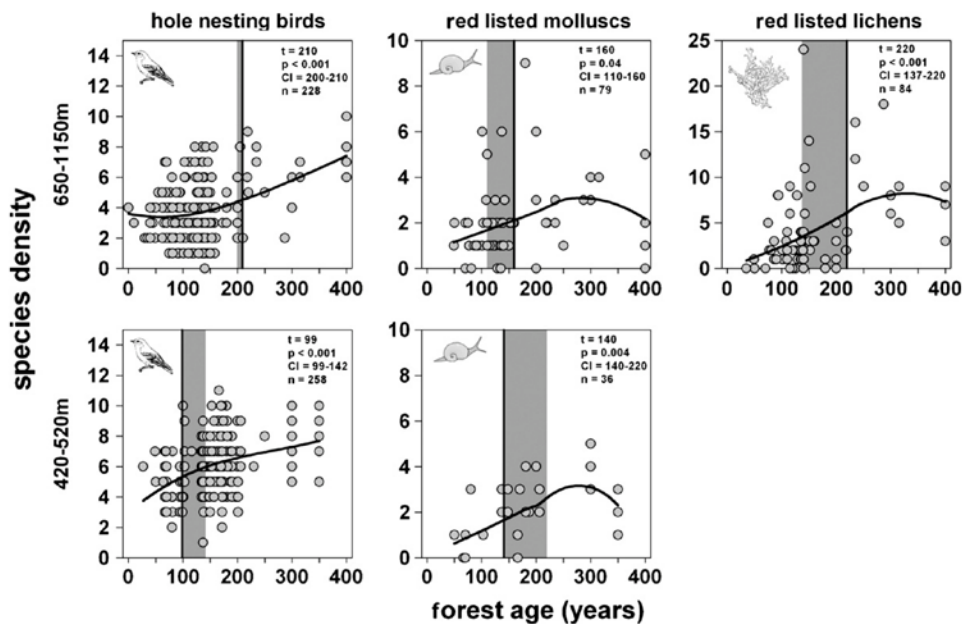 hole nesting birds
red listed molluscs
red listed lichens
species density
650-1150m
14
12
10
8
6
4
2
0
t = 210
p < 0.001
CI = 200-210
n = 228
0 100 200 300 400
10
8
6
4
2
0
t = 160
p = 0.04
CI = 110-160
n = 79
0 100 200 300 400
25
20
15
10
5
0
t = 220
p <0.001
CI = 137-220
n = 84
0 100 200 300 400
420-520m
14
12
10
8
6
4
2
0
t = 99
p < 0.001
CI = 99-142
n = 258
0 100 200 300 400
10
8
6
4
2
0
t = 140
p = 0.004
CI = 140-220
n = 36
0 100 200 300 400
forest age (years)